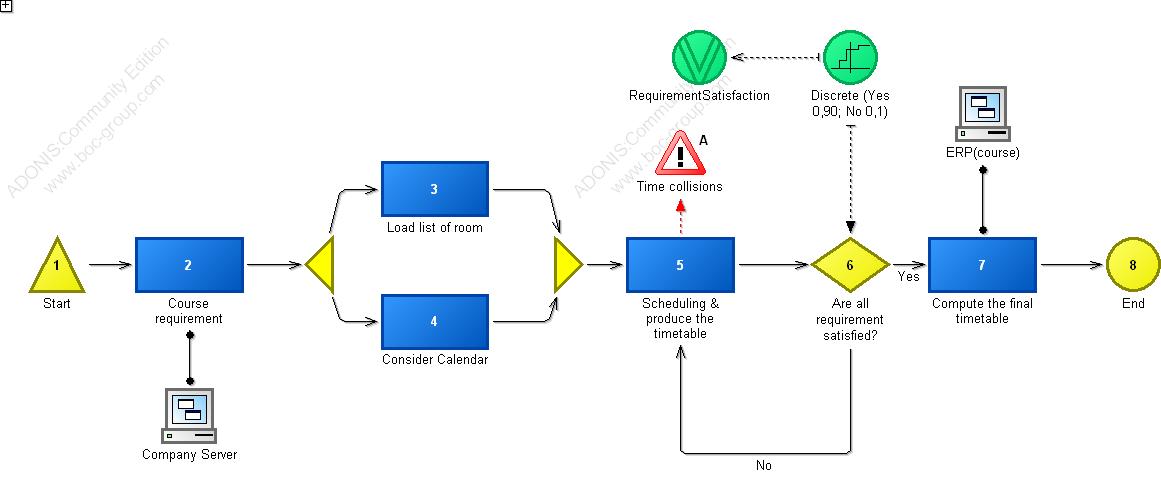 ADONIS:Community Edition
www.boc-group.com
ADONIS:Community Edition
www.boc-group.com
RequirementSatisfaction
Discrete (Yes
0,90; No 0,1)
A
Time collisions
ERP(course)
1
Start
2
Course
requirement
Company Server
3
Load list of room
4
Consider Calendar
5
Scheduling &
produce the
timetable
6
Are all
requirement
satisfied?
Yes
No
7
Compute the final
timetable
8
End